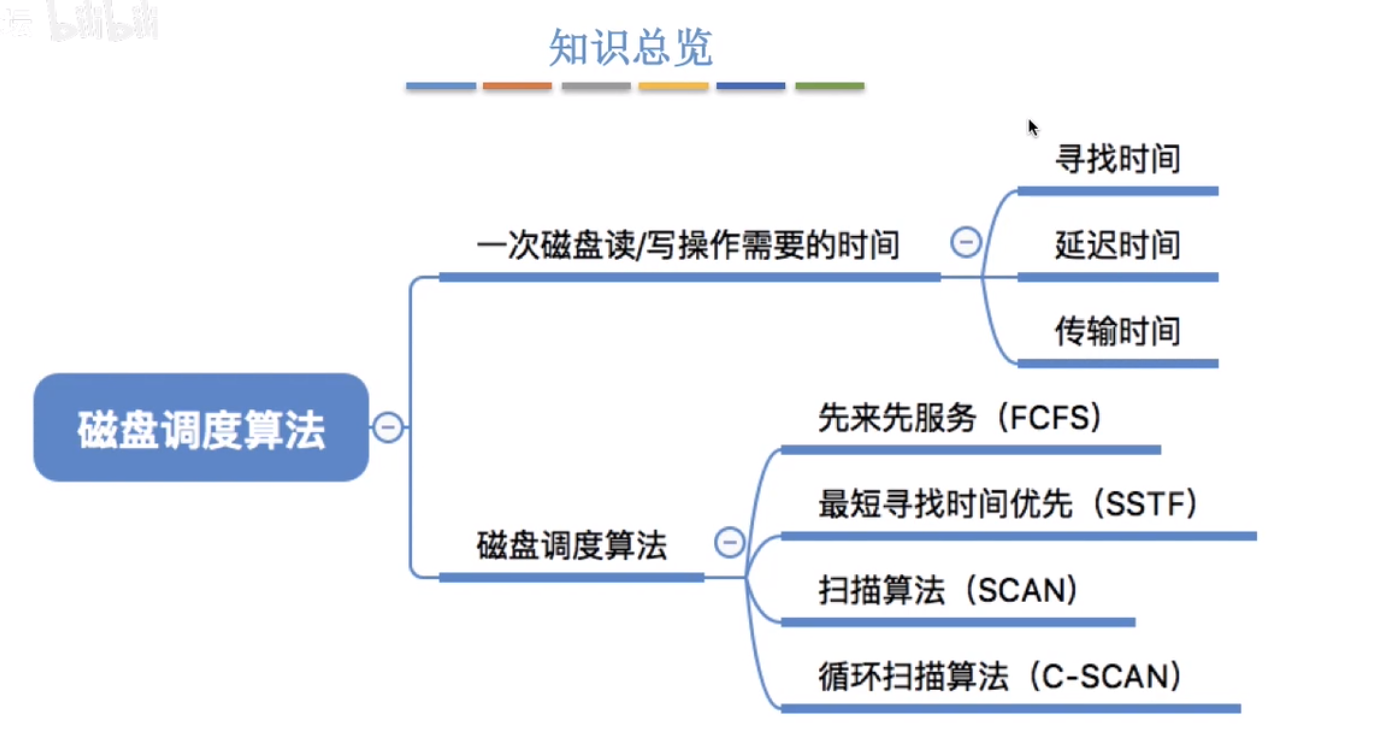 bilibili
知识总览
寻找时间
一次磁盘读/写操作需要的时间
延迟时间
传输时间
磁盘调度算法
先来先服务（FCFS）
最短寻找时间优先（SSTF）
磁盘调度算法
扫描算法（SCAN）
循环扫描算法（C-SCAN）